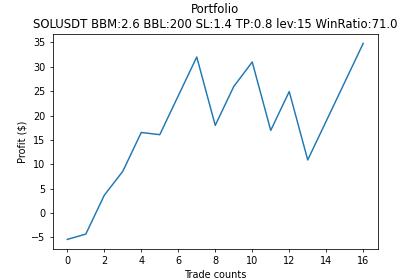 Portfolio
SOLUSDT BBM:2.6 BBL:200 SL:1.4 TP:0.8 lev:15 WinRatio:71.0
35
30
25
20
15
10
5
0
−5
Profit ($)
0 2 4 6 8 10 12 14 16
Trade counts